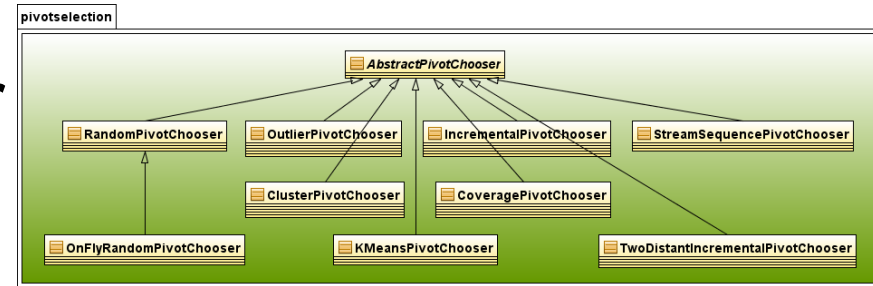 pivotselection
AbstractPivotChooser
RandomPivotChooser
OutlierPivotChooser
IncrementalPivotChooser
StreamSequencePivotChooser
ClusterPivotChooser
CoveragePivotChooser
OnFlyRandomPivotChooser
KMeansPivotChooser
TwoDistantIncrementalPivotChooser